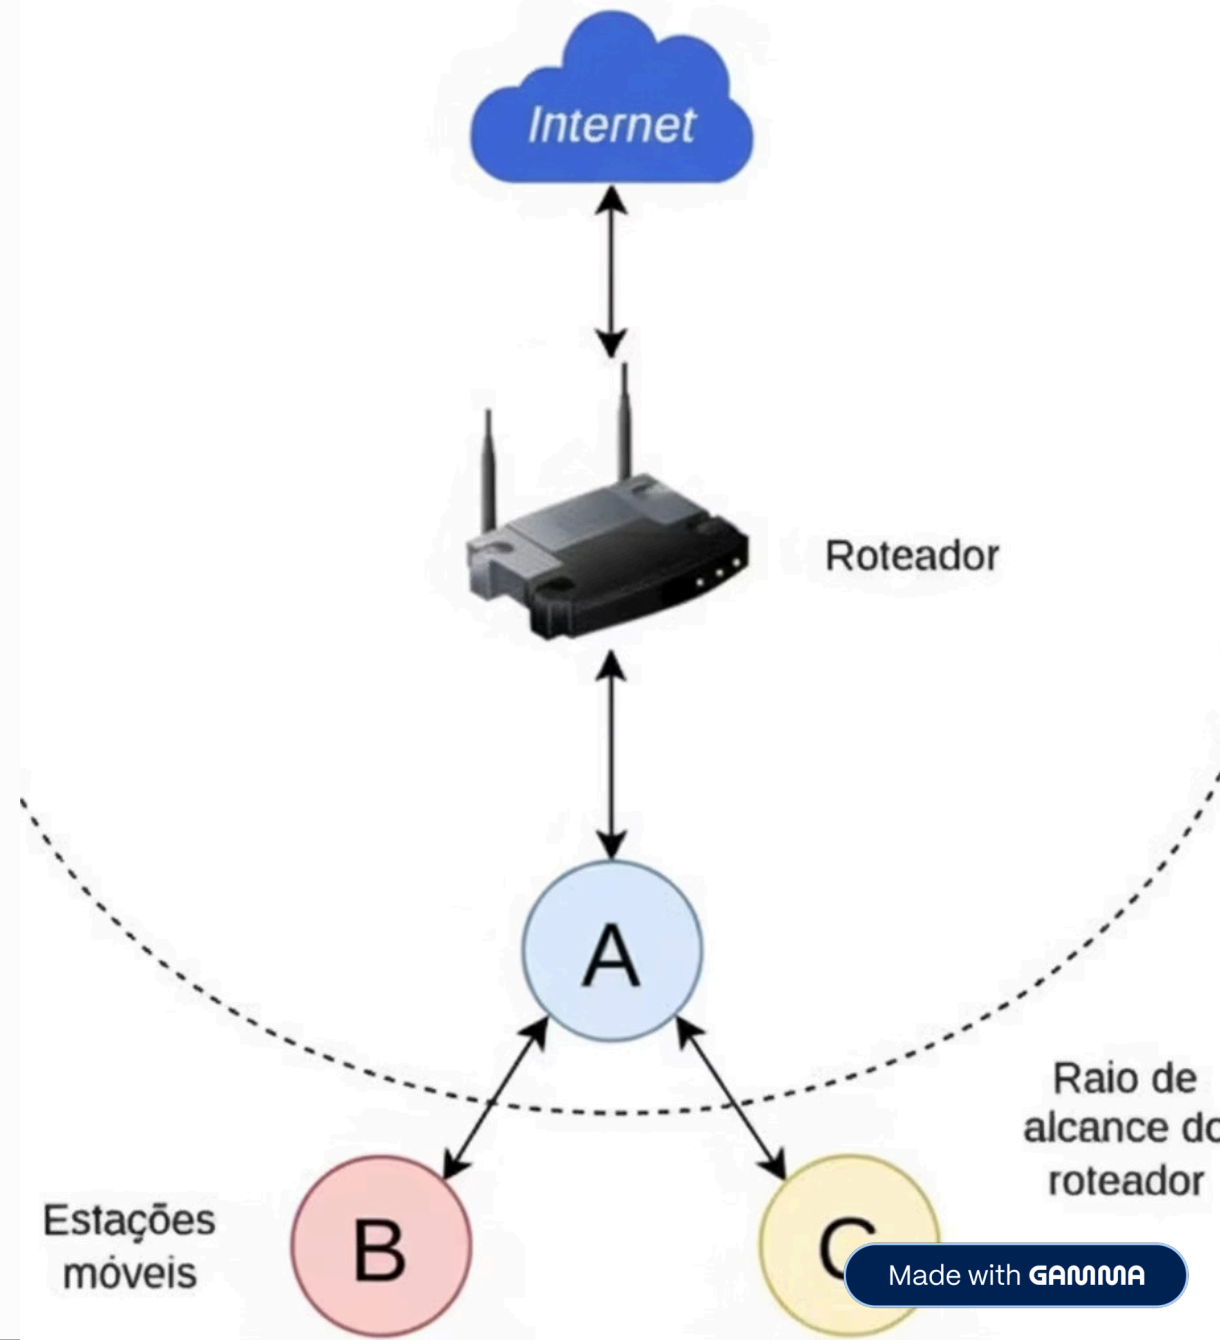 Internet
Roteador
A
Raio de
alcance do
roteador
Estações
móveis
B
C
Made with GAMMA